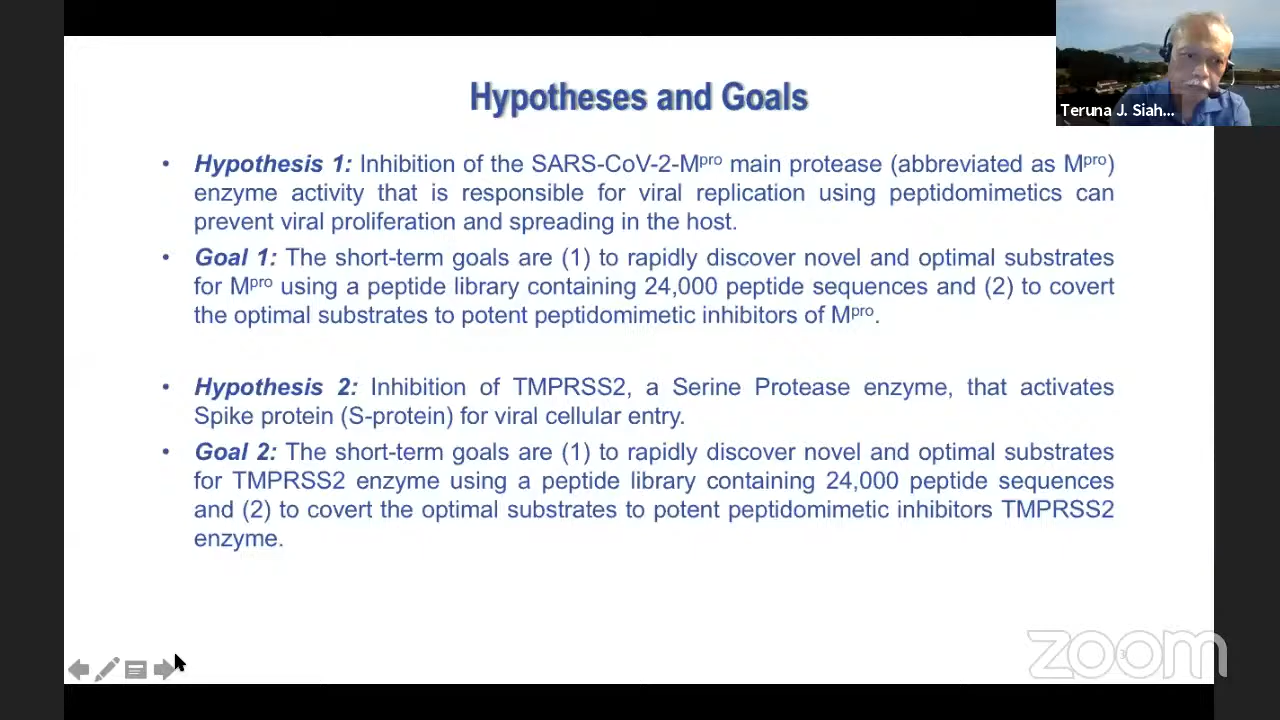 Hypotheses and Goals
Teruna J. Siah...
• Hypothesis 1: Inhibition of the SARS-CoV-2-Mpro main protease (abbreviated as Mpro)
enzyme activity that is responsible for viral replication using peptidomimetics can
prevent viral proliferation and spreading in the host.
• Goal 1: The short-term goals are (1) to rapidly discover novel and optimal substrates
for Mpro using a peptide library containing 24,000 peptide sequences and (2) to covert
the optimal substrates to potent peptidomimetic inhibitors of Mpro.
• Hypothesis 2: Inhibition of TMPRSS2, a Serine Protease enzyme, that activates
Spike protein (S-protein) for viral cellular entry.
• Goal 2: The short-term goals are (1) to rapidly discover novel and optimal substrates
for TMPRSS2 enzyme using a peptide library containing 24,000 peptide sequences
and (2) to covert the optimal substrates to potent peptidomimetic inhibitors TMPRSS2
enzyme.
zoom